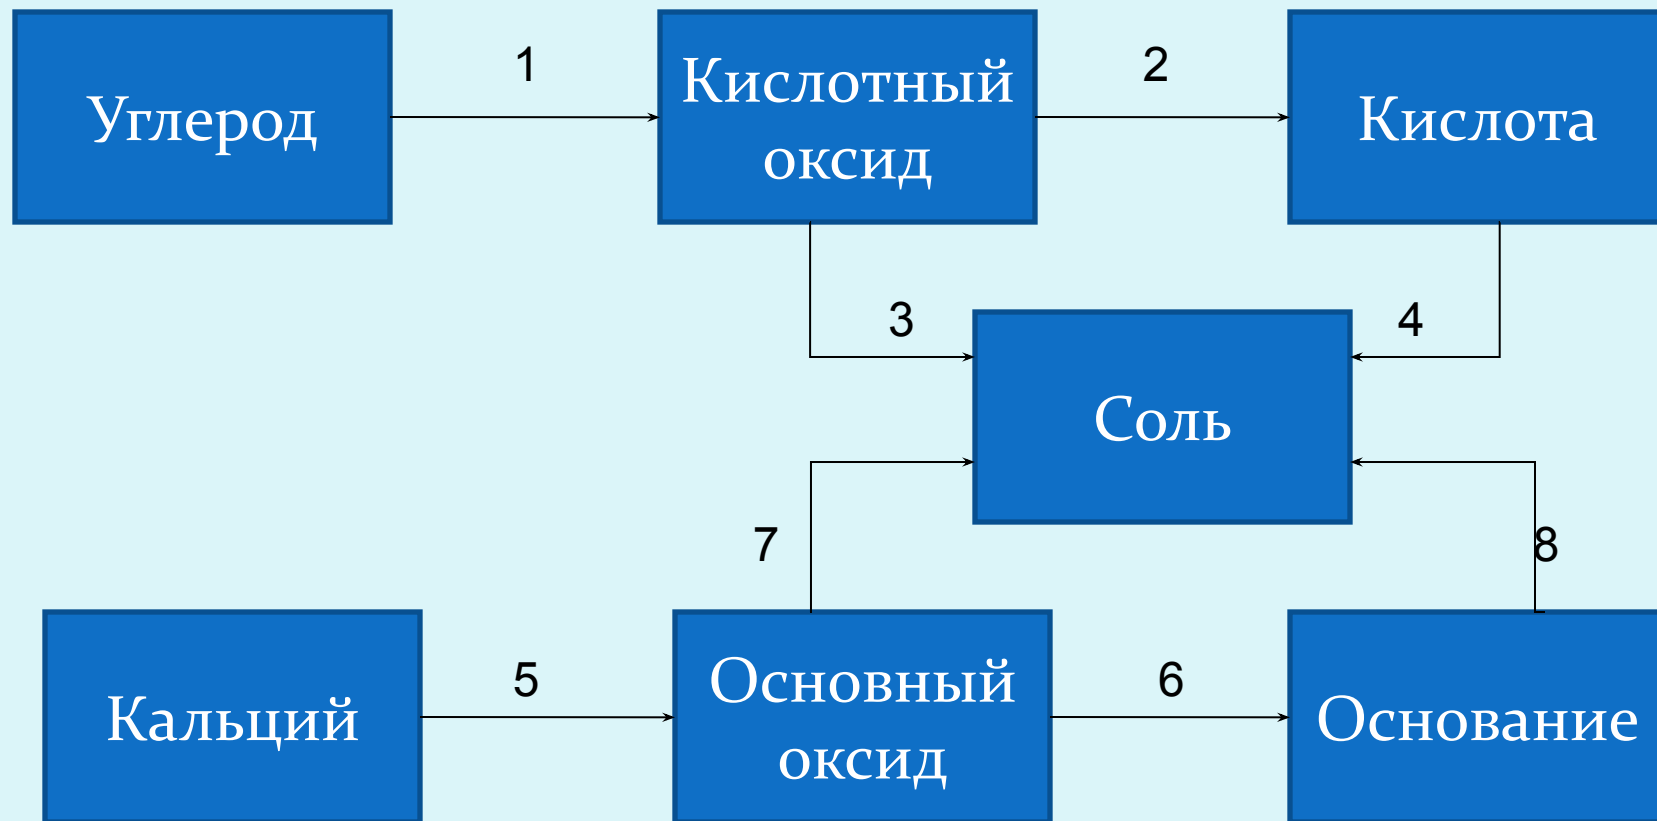 Углерод
1
Кислотный
оксид
2
Кислота
3
4
Соль
7
8
Кальций
5
Основный
оксид
6
Основание